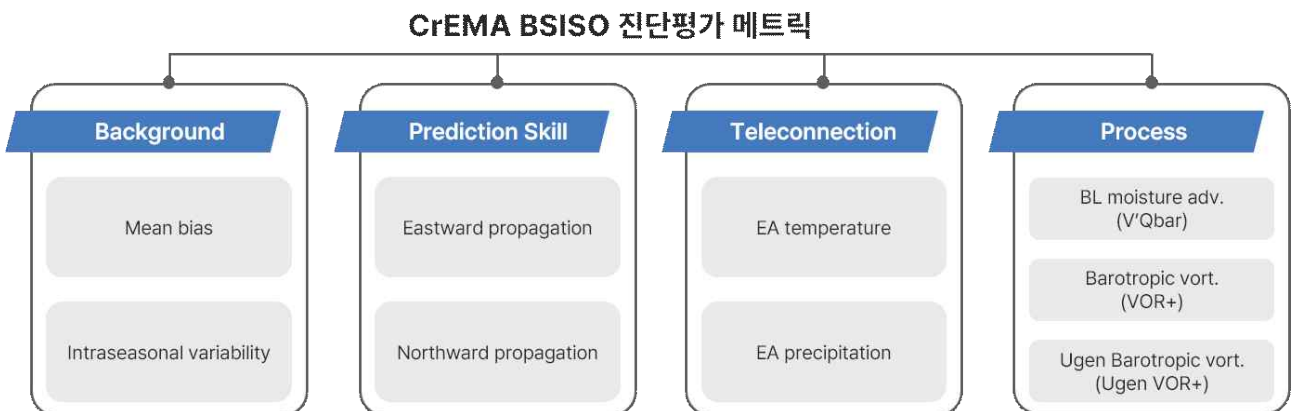 CrEMA BSISO 진단평가 메트릭
Background
Mean bias
Intraseasonal variability
Prediction Skill
Eastward propagation
Northward propagation
Teleconnection
EA temperature
EA precipitation
Process
BL moisture adv.
(V'Qbar)
Barotropic vort.
(VOR+)
Ugen Barotropic vort.
(Ugen VOR+)